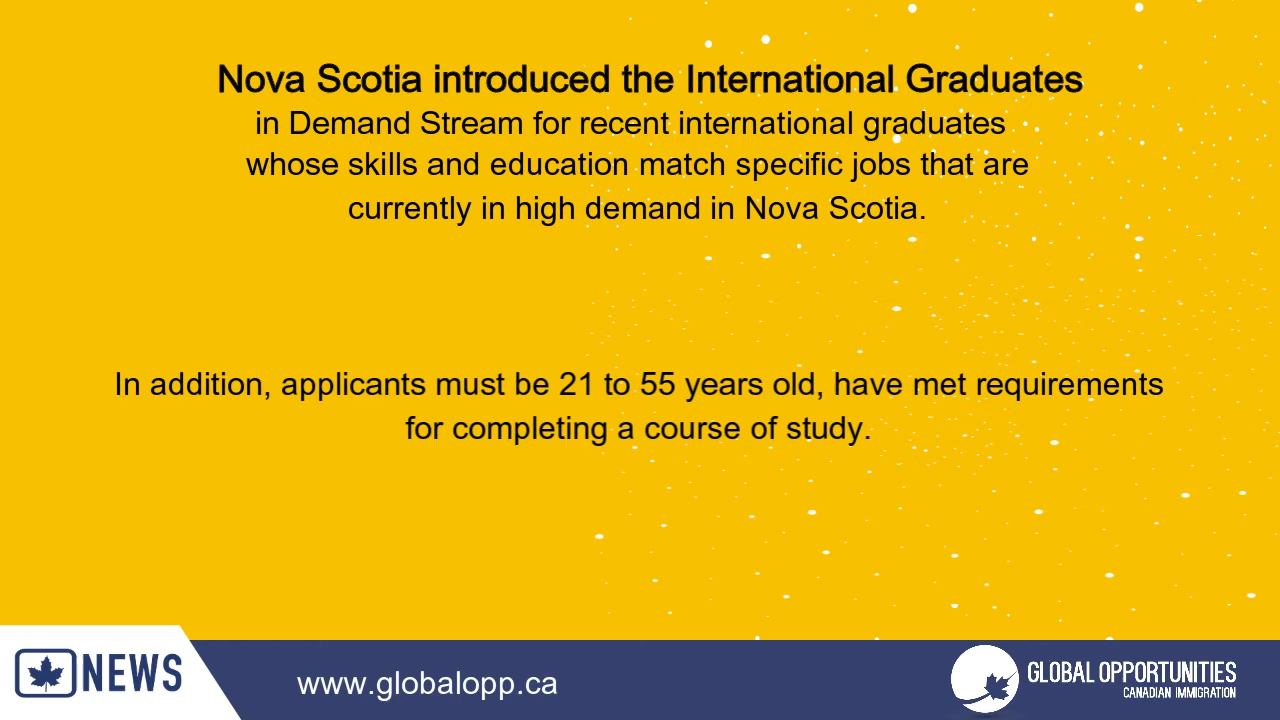 Nova Scotia introduced the International Graduates
in Demand Stream for recent international graduates
whose skills and education match specific jobs that are
currently in high demand in Nova Scotia.
In addition, applicants must be 21 to 55 years old, have met requirements
for completing a course of study.
NEWS
www.globalopp.ca
GLOBAL OPPORTUNITIES
CANADIAN IMMIGRATION